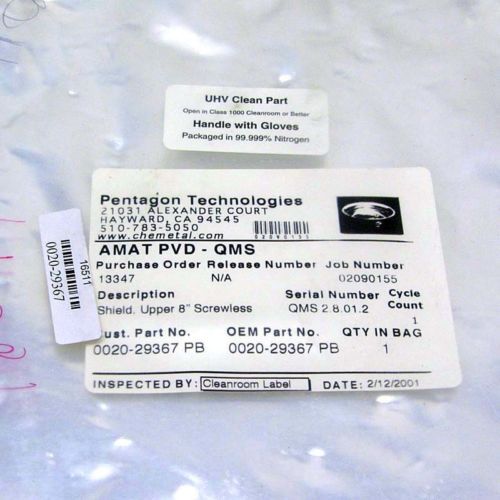 UHV Clean Part
Open in Class 1000 Cleanroom or Better
Handle with Gloves
Packaged in 99.999% Nitrogen
Pentagon Technologies
21031 ALEXANDER COURT
HAYWARD, CA 94545
510-783-5050
www.chemetal.com
02090155
AMAT PVD - QMS
Purchase Order Release Number Job Number
13347 N/A 02090155
Description Serial Number Cycle Count
Shield. Upper 8" Screwless QMS 2 8.01.2 1
Cust. Part No. OEM Part No. QTY IN BAG
0020-29367 PB 0020-29367 PB 1
INSPECTED BY: Cleanroom Label DATE: 2/12/2001
16511
0020-29367